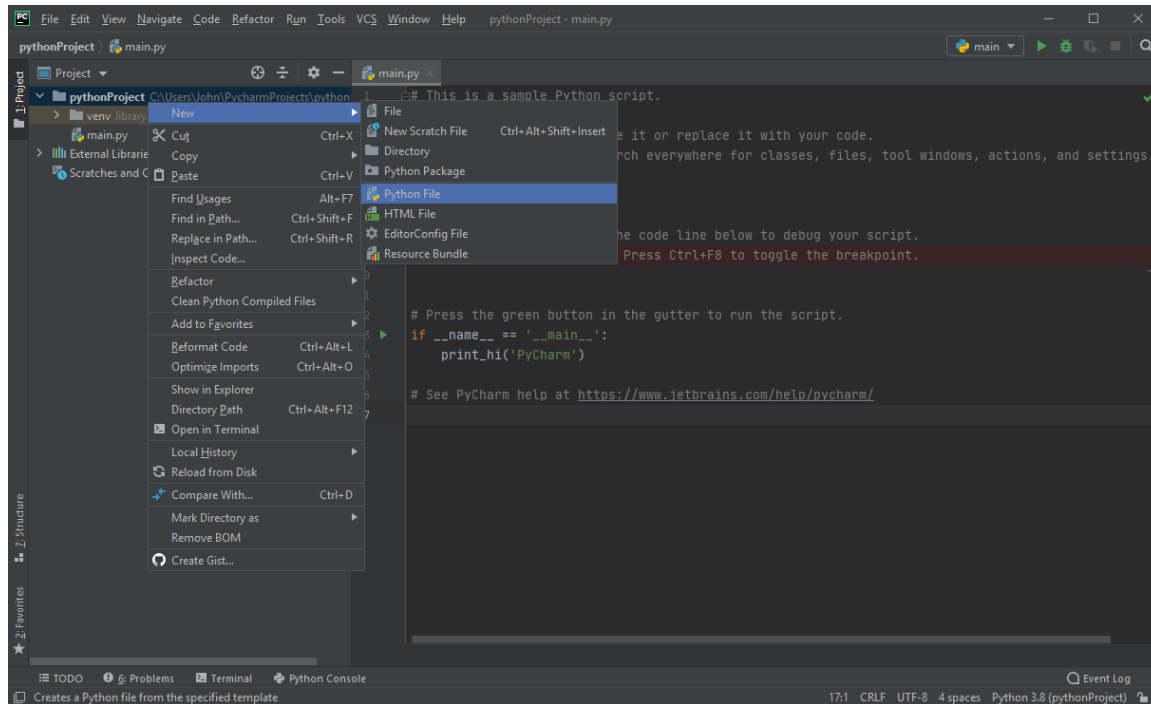 PC File Edit View Navigate Code Refactor Run Tools VCS Window Help pythonProject - main.py
pythonProject main.py main
1: Project
Project main.py
pythonProject C:\Users\John\PycharmProjects\python
venv library
main.py
External Librarie
Scratches and C
New
Cut Ctrl+X
Copy
Paste Ctrl+V
Find Usages Alt+F7
Find in Path... Ctrl+Shift+F
Replace in Path... Ctrl+Shift+R
Inspect Code...
Refactor
Clean Python Compiled Files
Add to Favorites
Reformat Code Ctrl+Alt+L
Optimize Imports Ctrl+Alt+O
Show in Explorer
Directory Path Ctrl+Alt+F12
Open in Terminal
Local History
Reload from Disk
Compare With... Ctrl+D
Mark Directory as
Remove BOM
Create Gist...
File
New Scratch File Ctrl+Alt+Shift+Insert
Directory
Python Package
Python File
HTML File
EditorConfig File
Resource Bundle
1 # This is a sample Python script.
e it or replace it with your code.
rch everywhere for classes, files, tool windows, actions, and settings.
he code line below to debug your script.
Press Ctrl+F8 to toggle the breakpoint.
0
1
2 # Press the green button in the gutter to run the script.
3 if __name__ == '__main__':
4 print_hi('PyCharm')
5
6 # See PyCharm help at https://www.jetbrains.com/help/pycharm/
7
Z: Structure
2: Favorites
TODO 6: Problems Terminal Python Console Event Log
Creates a Python file from the specified template 17:1 CRLF UTF-8 4 spaces Python 3.8 (pythonProject)